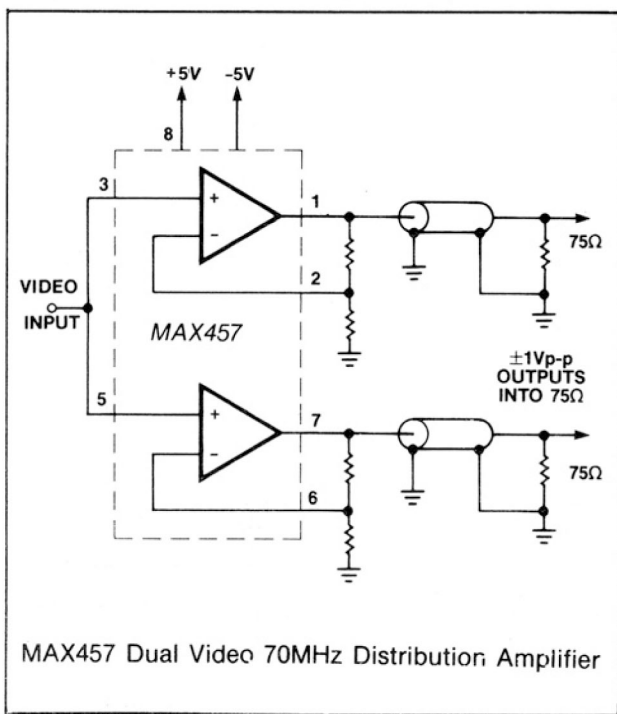 +5V
-5V
8
3
1
2
VIDEO
INPUT
MAX457
75Ω
±1Vp-p
OUTPUTS
INTO 75Ω
5
7
6
75Ω
MAX457 Dual Video 70MHz Distribution Amplifier